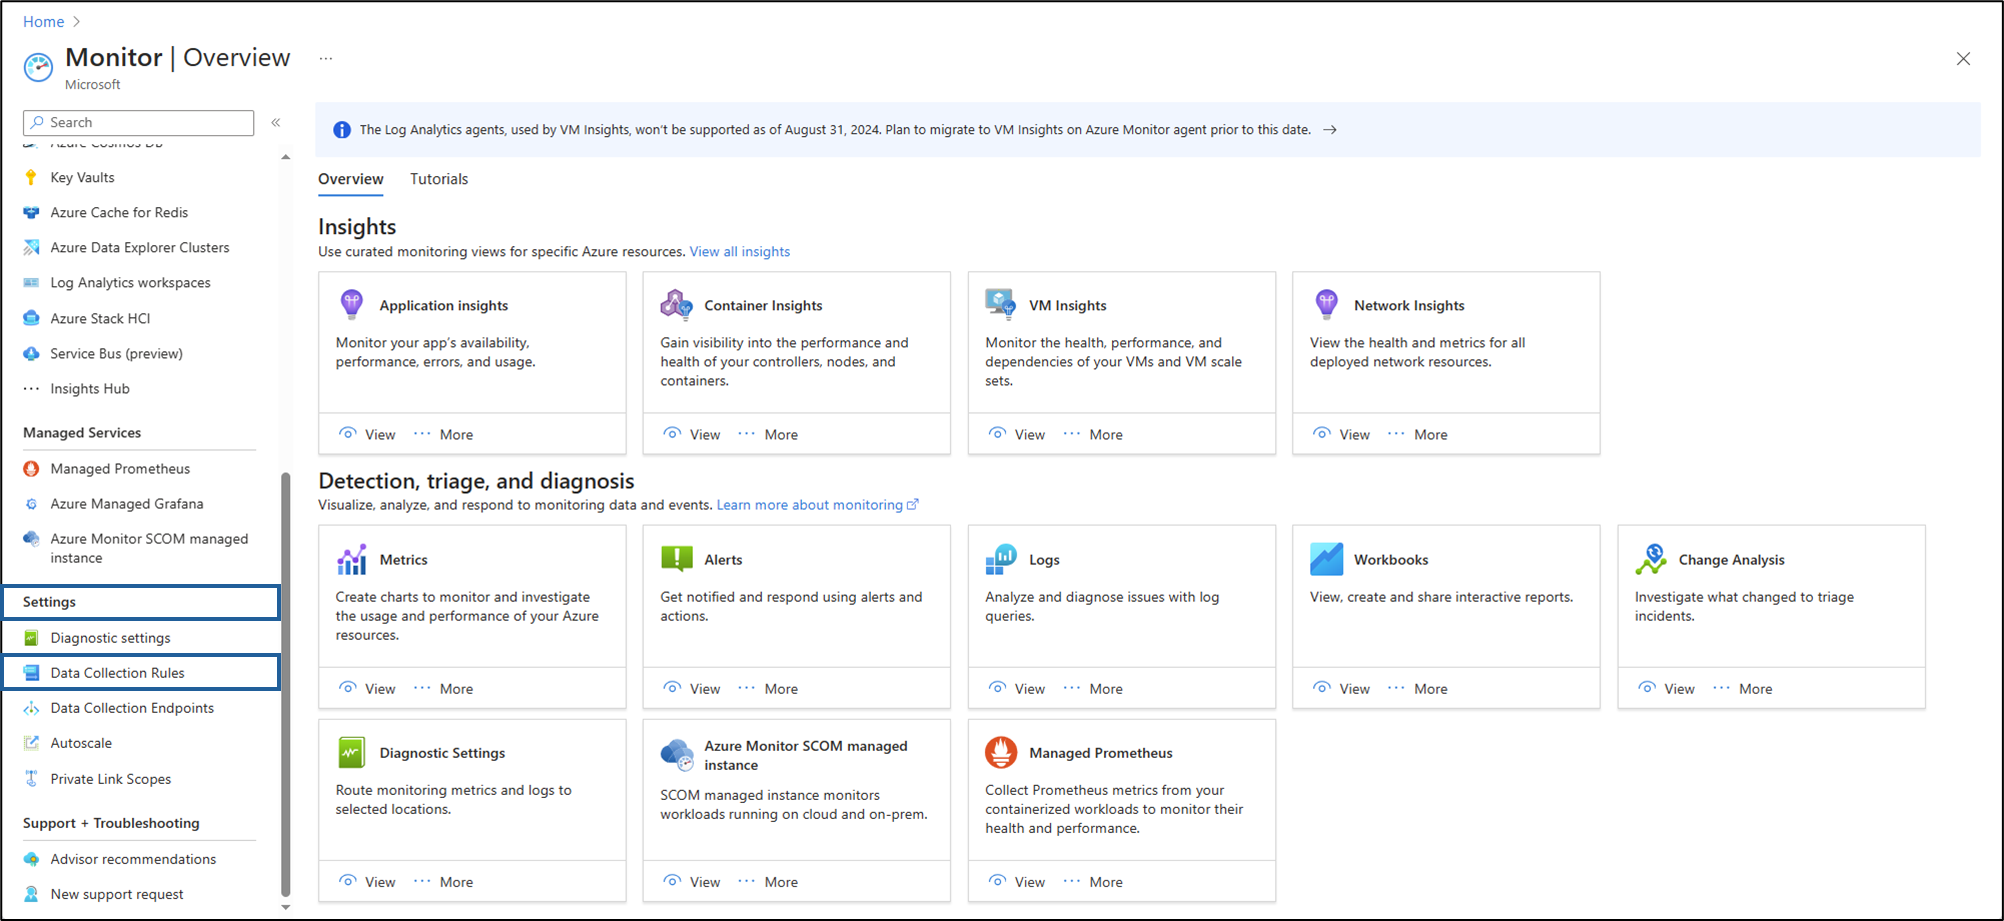 Home
Monitor | Overview ...
Microsoft
Search
«
The Log Analytics agents, used by VM Insights, won't be supported as of August 31, 2024. Plan to migrate to VM Insights on Azure Monitor agent prior to this date. →
Azure Cosmos DB
Key Vaults
Azure Cache for Redis
Azure Data Explorer Clusters
Log Analytics workspaces
Azure Stack HCI
Service Bus (preview)
Insights Hub
Managed Services
Managed Prometheus
Azure Managed Grafana
Azure Monitor SCOM managed
instance
Settings
Diagnostic settings
Data Collection Rules
Data Collection Endpoints
Autoscale
Private Link Scopes
Support + Troubleshooting
Advisor recommendations
New support request
Overview Tutorials
Insights
Use curated monitoring views for specific Azure resources. View all insights
Application insights
Monitor your app's availability,
performance, errors, and usage.
View ... More
Container Insights
Gain visibility into the performance and
health of your controllers, nodes, and
containers.
View ... More
VM Insights
Monitor the health, performance, and
dependencies of your VMs and VM scale
sets.
View ... More
Network Insights
View the health and metrics for all
deployed network resources.
View ... More
Detection, triage, and diagnosis
Visualize, analyze, and respond to monitoring data and events. Learn more about monitoring
Metrics
Create charts to monitor and investigate
the usage and performance of your Azure
resources.
View ... More
Alerts
Get notified and respond using alerts and
actions.
View ... More
Logs
Analyze and diagnose issues with log
queries.
View ... More
Workbooks
View, create and share interactive reports.
View ... More
Change Analysis
Investigate what changed to triage
incidents.
View ... More
Diagnostic Settings
Route monitoring metrics and logs to
selected locations.
View ... More
Azure Monitor SCOM managed
instance
SCOM managed instance monitors
workloads running on cloud and on-prem.
View ... More
Managed Prometheus
Collect Prometheus metrics from your
containerized workloads to monitor their
health and performance.
View ... More